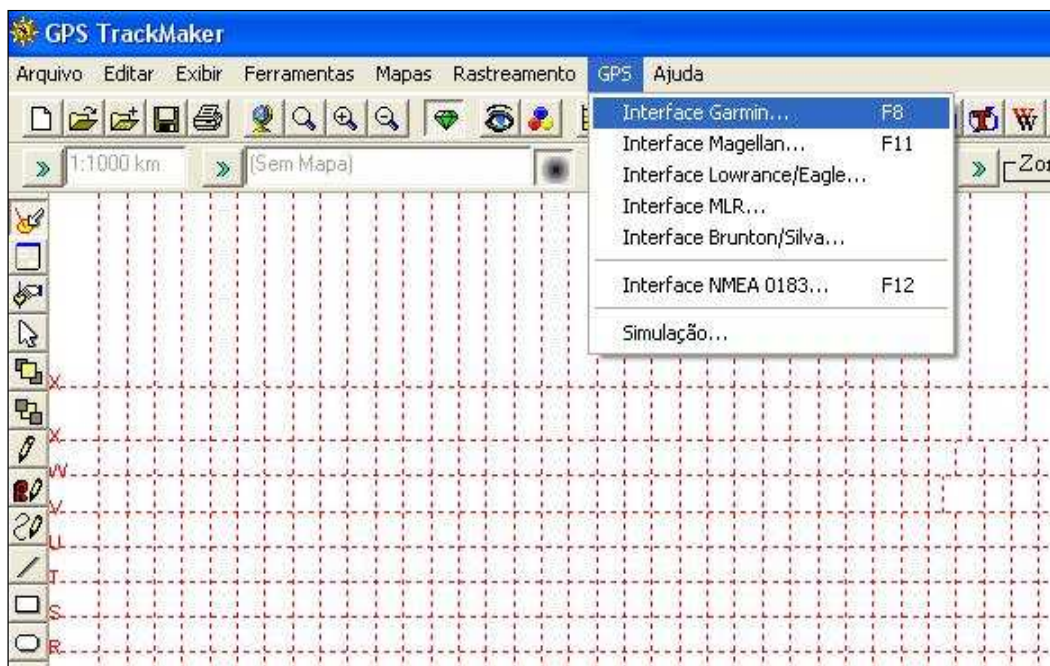 GPS TrackMaker
Arquivo Editar Exibir Ferramentas Mapas Rastreamento GPS Ajuda
1:1000 km (Sem Mapa) Zo
Interface Garmin... F8
Interface Magellan... F11
Interface Lowrance/Eagle...
Interface MLR...
Interface Brunton/Silva...
Interface NMEA 0183... F12
Simulação...
X
X
W
V
U
T
S
R